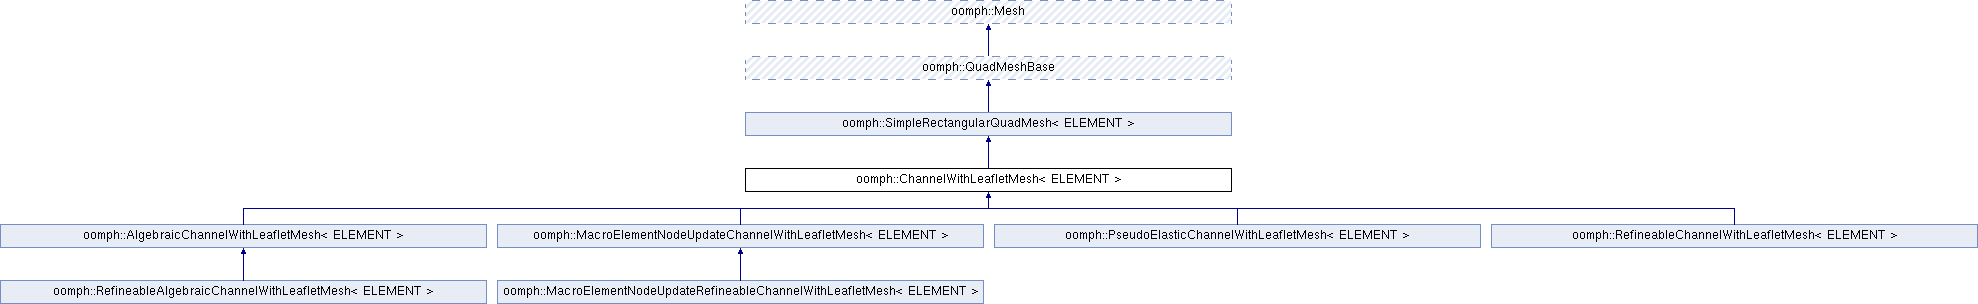 oomph::Mesh
oomph::QuadMeshBase
oomph::SimpleRectangularQuadMesh< ELEMENT >
oomph::ChannelWithLeafletMesh< ELEMENT >
oomph::AlgebraicChannelWithLeafletMesh< ELEMENT >
oomph::MacroElementNodeUpdateChannelWithLeafletMesh< ELEMENT >
oomph::PseudoElasticChannelWithLeafletMesh< ELEMENT >
oomph::RefineableChannelWithLeafletMesh< ELEMENT >
oomph::RefineableAlgebraicChannelWithLeafletMesh< ELEMENT >
oomph::MacroElementNodeUpdateRefineableChannelWithLeafletMesh< ELEMENT >